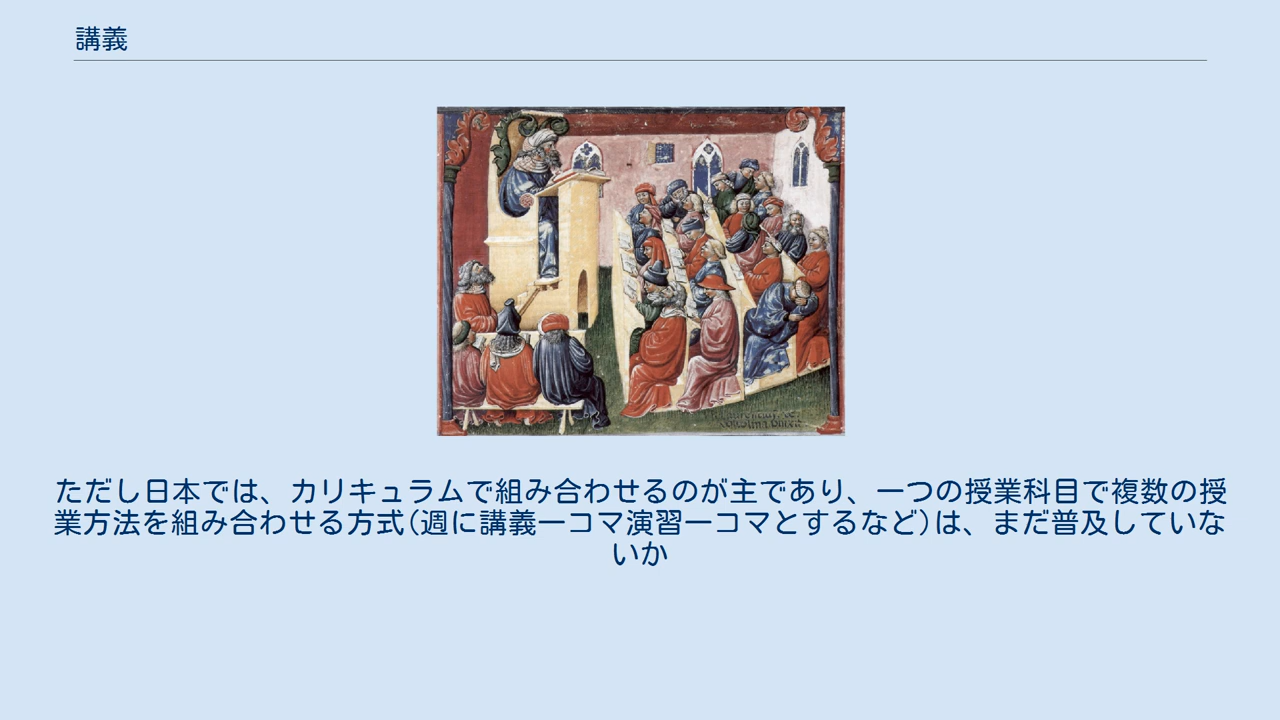 講義
ただし日本では、カリキュラムで組み合わせるのが主であり、一つの授業科目で複数の授
業方法を組み合わせる方式(週に講義一コマ演習一コマとするなど)は、まだ普及していな
いか